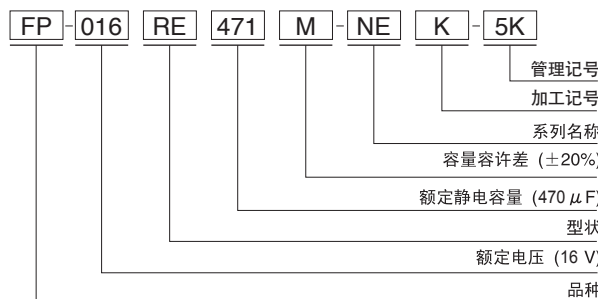 FP-016 RE 471 M-NE K-5K
管理记号
加工记号
系列名称
容量容许差 (±20%)
额定静电容量 (470 μF)
型状
额定电压 (16 V)
品种